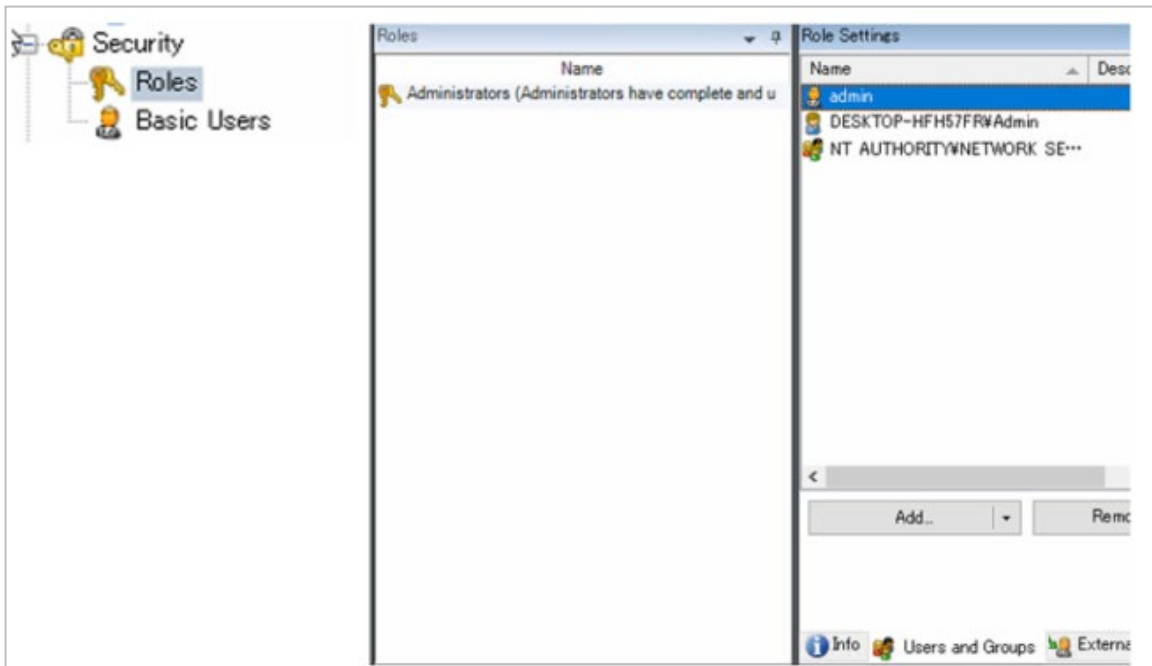 Security
Roles
Basic Users
Roles
Name
Administrators (Administrators have complete and u
Role Settings
Name Desc
admin
DESKTOP-HFH57FR¥Admin
NT AUTHORITY¥NETWORK SE…
Add... Remo
Info Users and Groups Externa